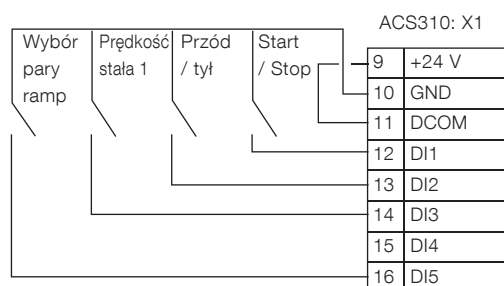 ACS310: X1
Wybór pary ramp
Prędkość stała 1
Przód / tył
Start / Stop
9 +24 V
10 GND
11 DCOM
12 DI1
13 DI2
14 DI3
15 DI4
16 DI5